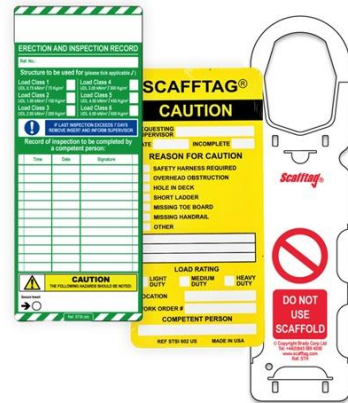 ERECTION AND INSPECTION RECORD
Ref. No.:
Structure to be used for (please tick applicable ✓)
Load Class 1
Load Class 4
Load Class 2
Load Class 5
Load Class 3
Load Class 6
IF LAST INSPECTION EXCEEDS 7 DAYS
REMOVE INSERT AND INFORM SUPERVISOR
Record of inspection to be completed by
a competent person:
Time Date Signature
CAUTION
THE FOLLOWING HAZARDS SHOULD BE NOTED:
SCAFFTAG®
CAUTION
REQUESTING
SUPERVISOR
DATE INCOMPLETE
REASON FOR CAUTION
SAFETY HARNESS REQUIRED
OVERHEAD OBSTRUCTION
HOLE IN DECK
SHORT LADDER
MISSING TOE BOARD
MISSING HANDRAIL
OTHER
LOAD RATING
LIGHT DUTY
MEDIUM DUTY
HEAVY DUTY
LOCATION
WORK ORDER #
COMPETENT PERSON
REF STSI 602 US MADE IN USA
Scafftag®
DO NOT
USE
SCAFFOLD
© Copyright Brady Corp Ltd
www.scafftag.com